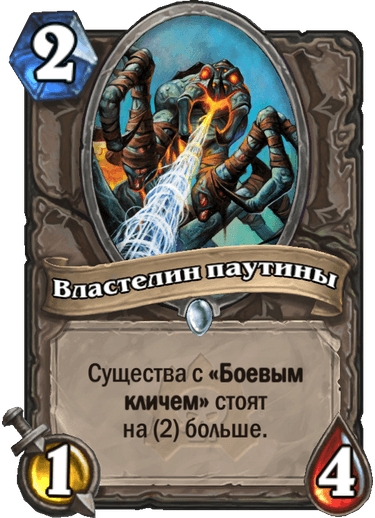 2
Властелин паутины
Существа с «Боевым
кличем» стоят
на (2) больше.
1
4